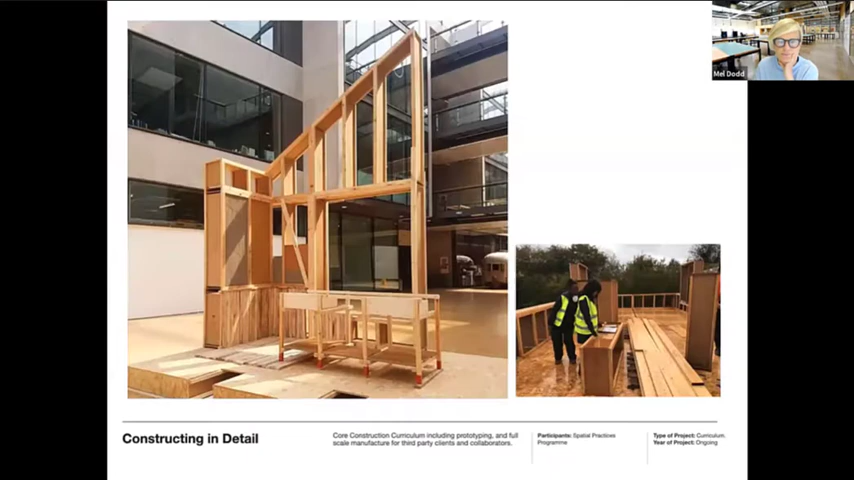 Mel Dodd
Constructing in Detail
Core Construction Curriculum including prototyping, and full
scale manufacture for third party clients and collaborators.
Participants: Spatial Practices
Programme
Type of Project: Curriculum.
Year of Project: Ongoing